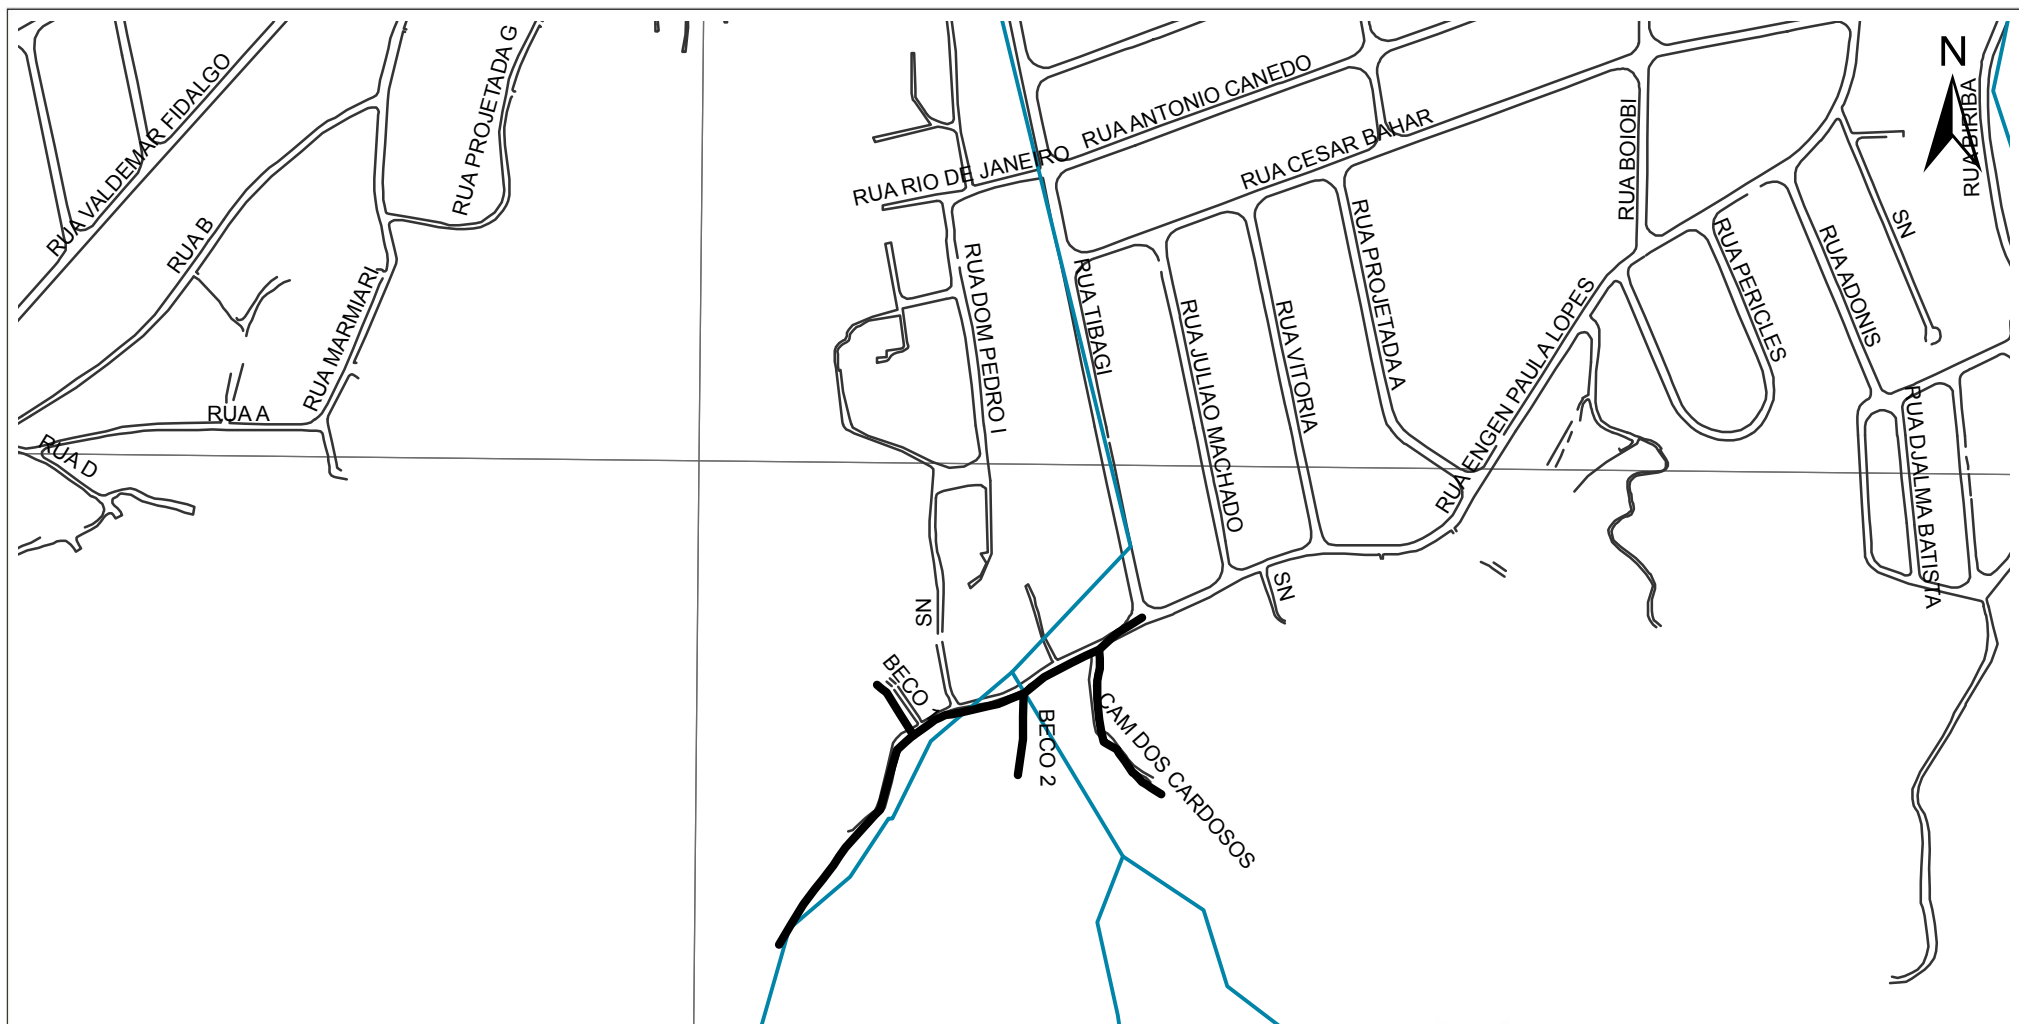 N
RUA VALDEMAR FIDALGO
RUA PROJETADA G
RUA ANTONIO CANEDO
RUA CESAR BAHAR
RUA RIO DE JANEIRO
RUA BOIOBI
RUA BIRIBA
RUA B
RUA MARMIARI
RUA DOM PEDRO I
RUA TIBAGI
RUA JULIAO MACHADO
RUA VITORIA
RUA PROJETADA A
RUA ENGEN PAULA LOPES
RUA PERICLES
RUA ADONIS
SN
RUA A
RUA D
RUA DJALMA BATISTA
SN
SN
BECO 1
BECO 2
CAM DOS CARDOSOS